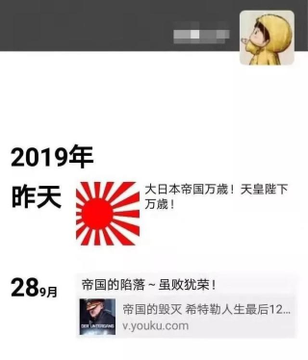 2019年
昨天
大日本帝国万歳！天皇陛下
万歳！
28 9月
帝国的陷落～虽败犹荣！
帝国的毁灭 希特勒人生最后12...
v.youku.com
DER UNTERGANG